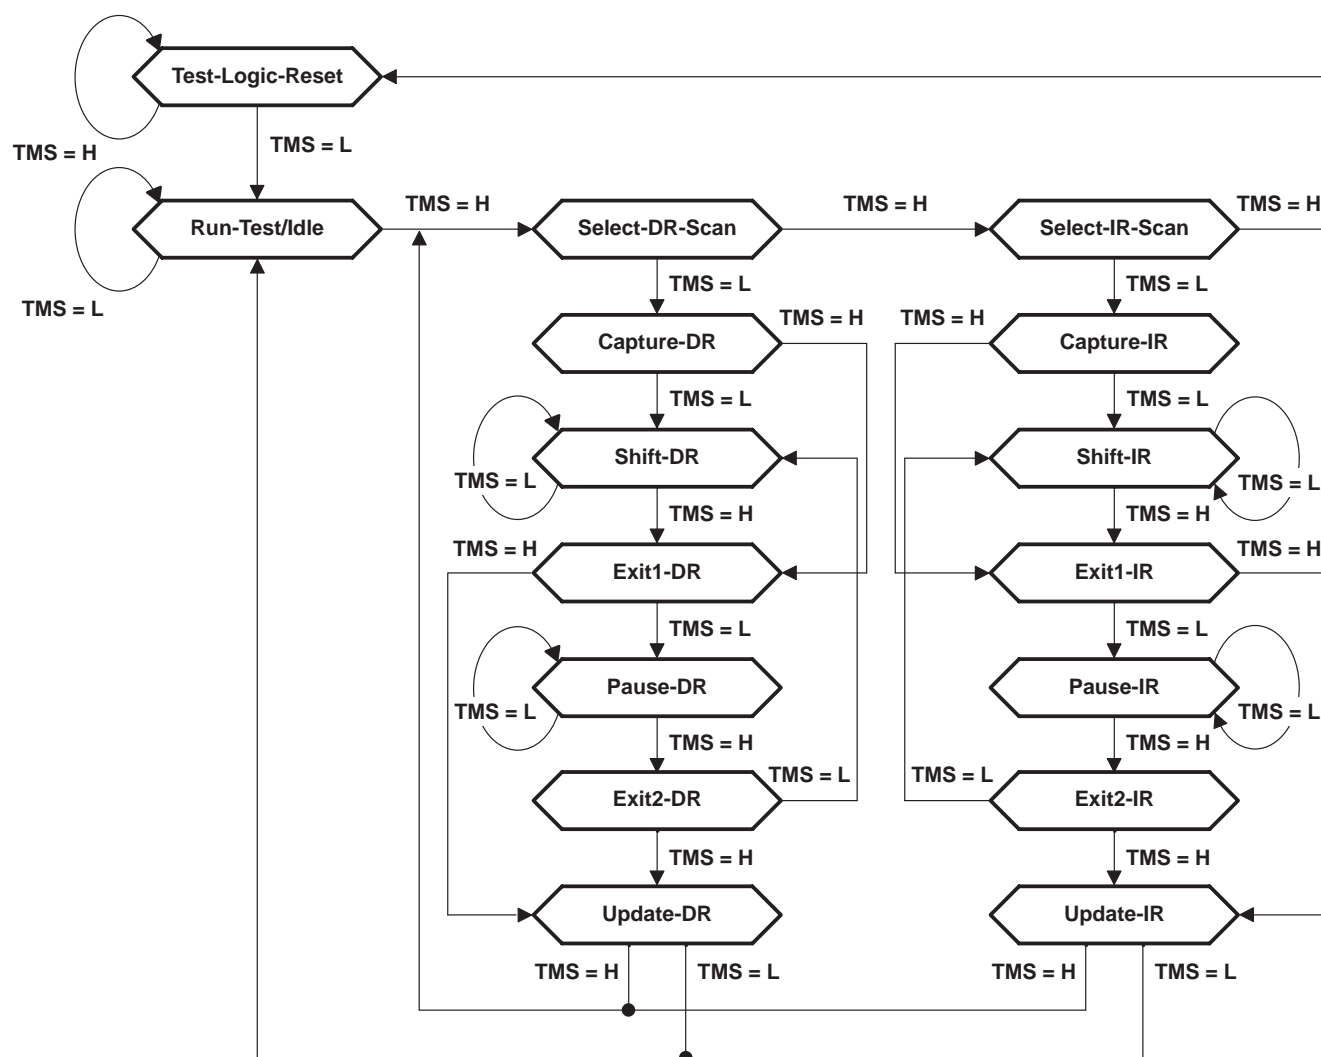 Test-Logic-Reset
TMS = H
TMS = L
TMS = H
TMS = H
TMS = H
Run-Test/Idle
Select-DR-Scan
Select-IR-Scan
TMS = L
TMS = L
TMS = L
TMS = H
TMS = H
Capture-DR
Capture-IR
TMS = L
TMS = L
Shift-DR
Shift-IR
TMS = L
TMS = L
TMS = H
TMS = H
TMS = H
TMS = H
Exit1-DR
Exit1-IR
TMS = L
TMS = L
Pause-DR
Pause-IR
TMS = L
TMS = L
TMS = H
TMS = H
TMS = L
TMS = L
Exit2-DR
Exit2-IR
TMS = H
TMS = H
Update-DR
Update-IR
TMS = H
TMS = L
TMS = H
TMS = L